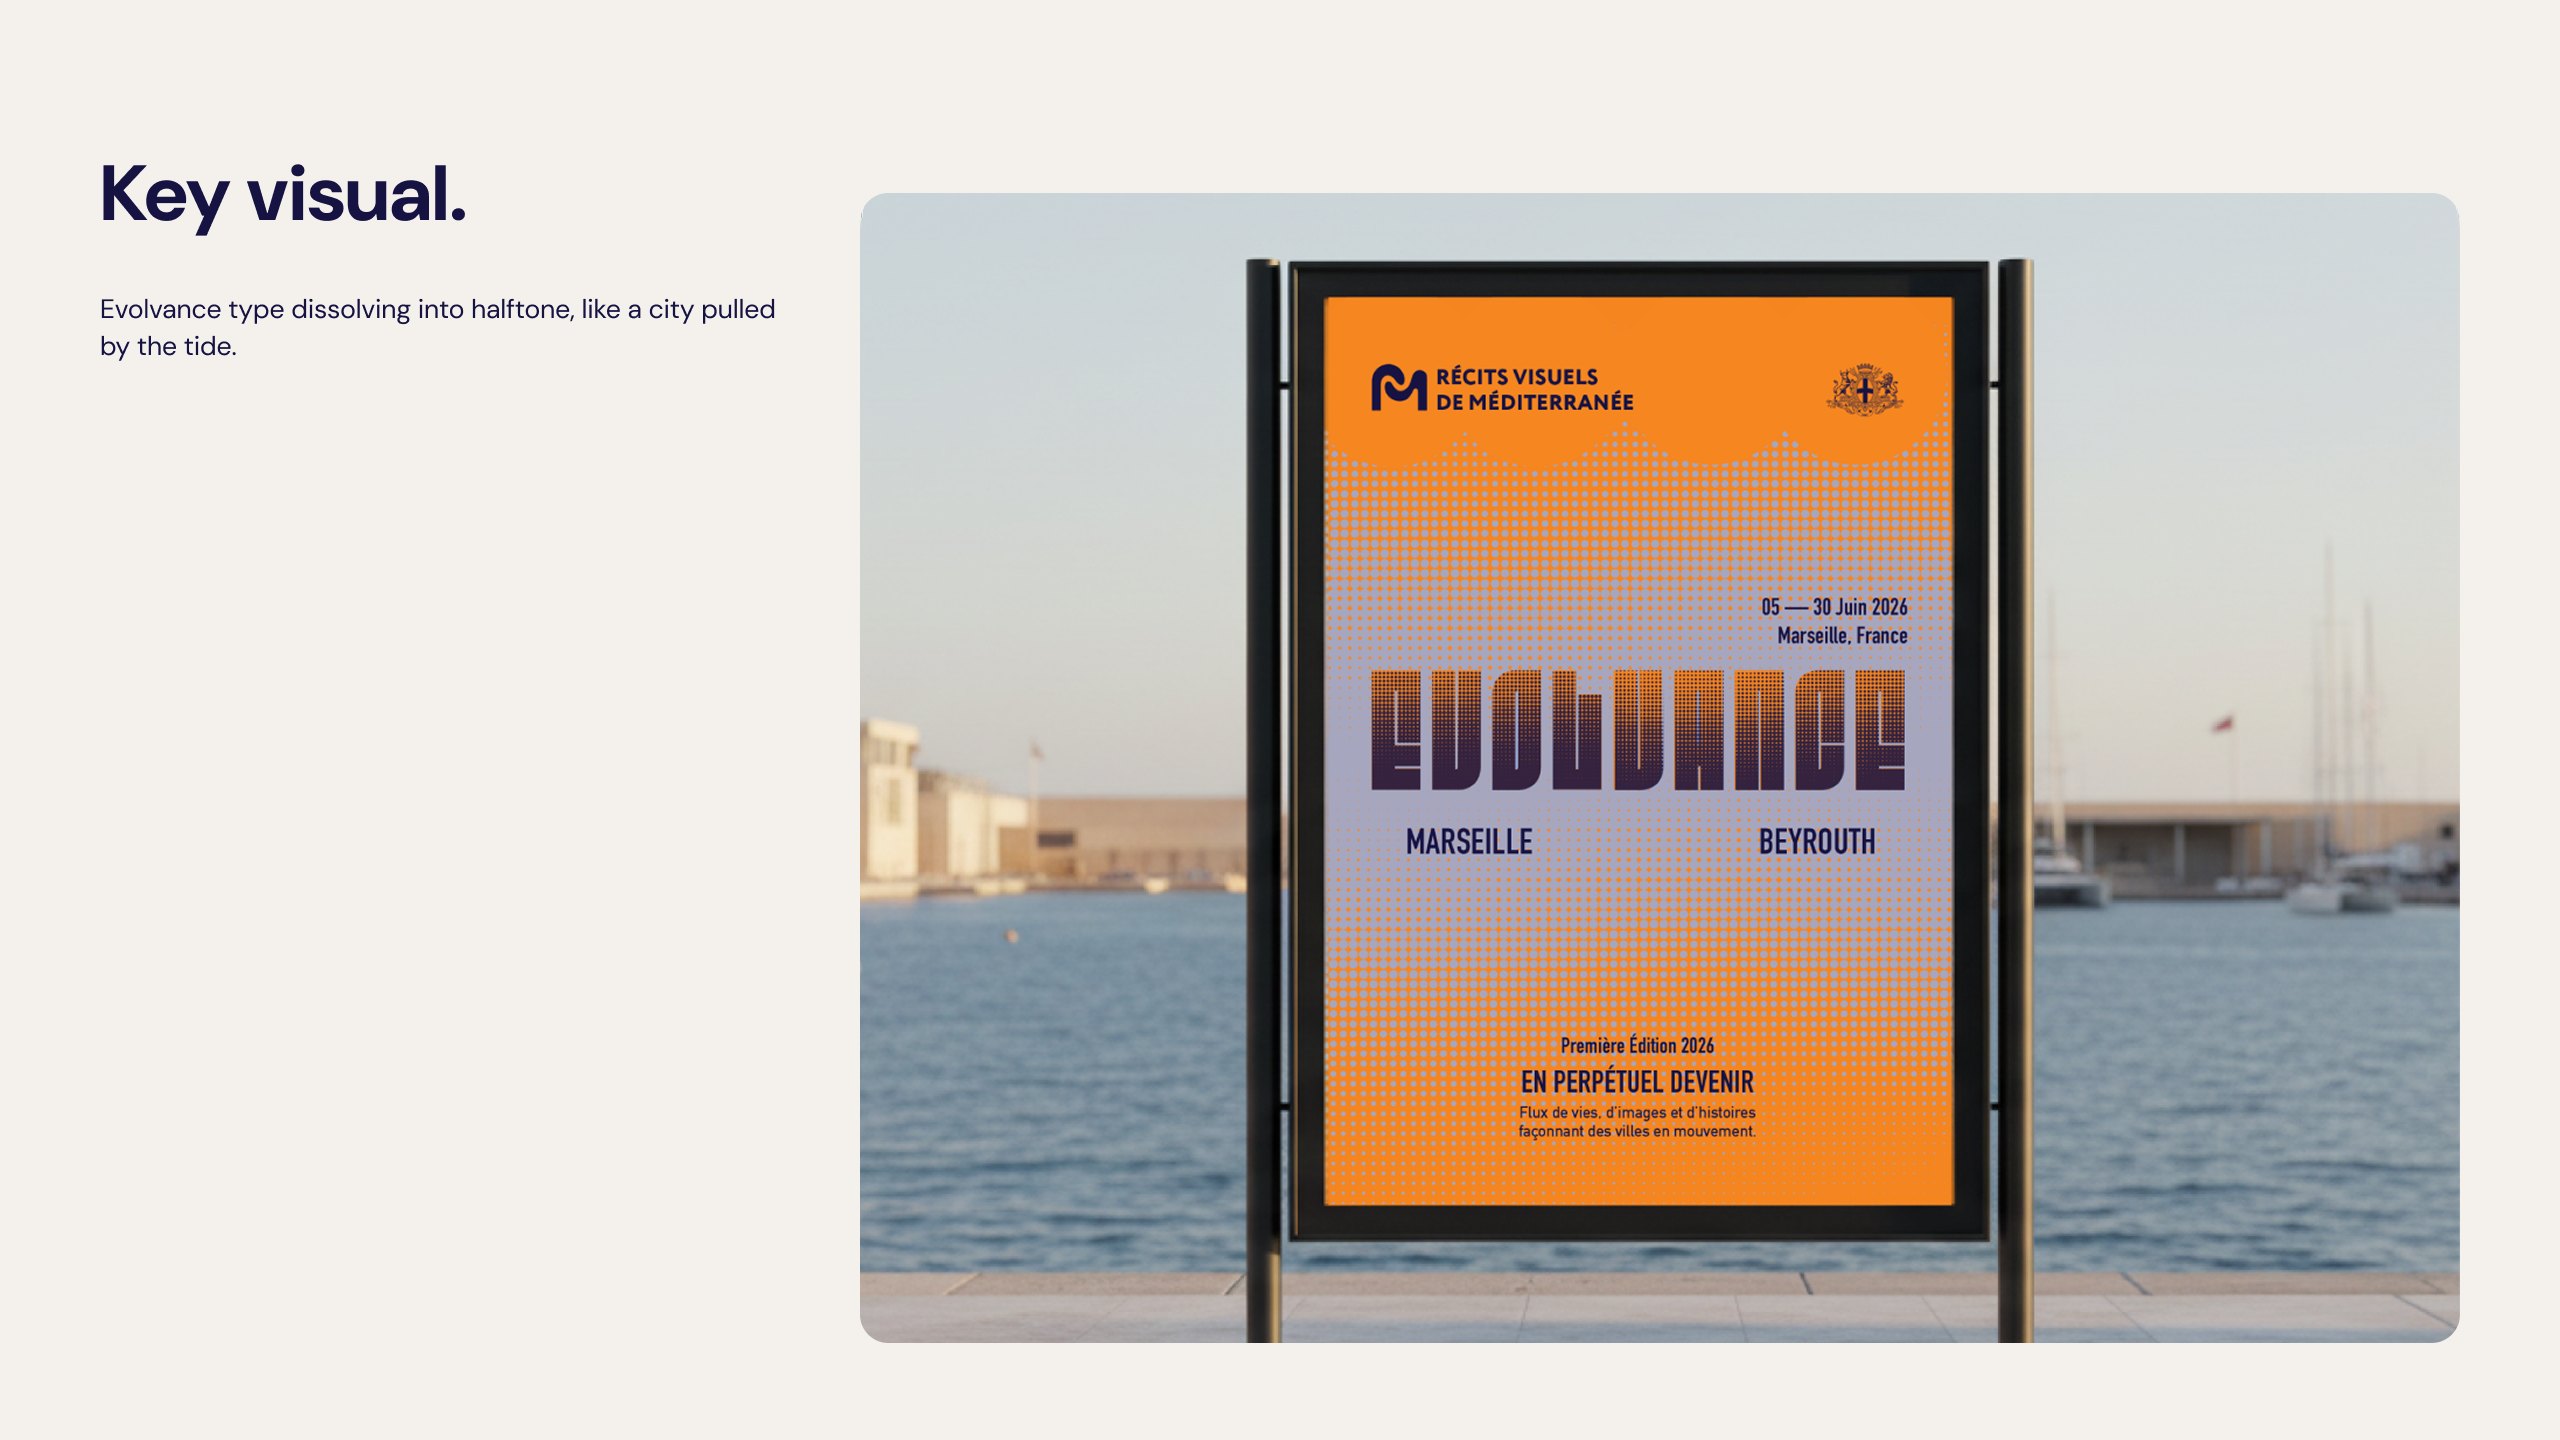 Key visual.
Evolvance type dissolving into halftone, like a city pulled
by the tide.
RÉCITS VISUELS
DE MÉDITERRANÉE
05 — 30 Juin 2026
Marseille, France
EVOLVANCE
MARSEILLE
BEYROUTH
Première Édition 2026
EN PERPÉTUEL DEVENIR
Flux de vies, d'images et d'histoires
façonnant des villes en mouvement.